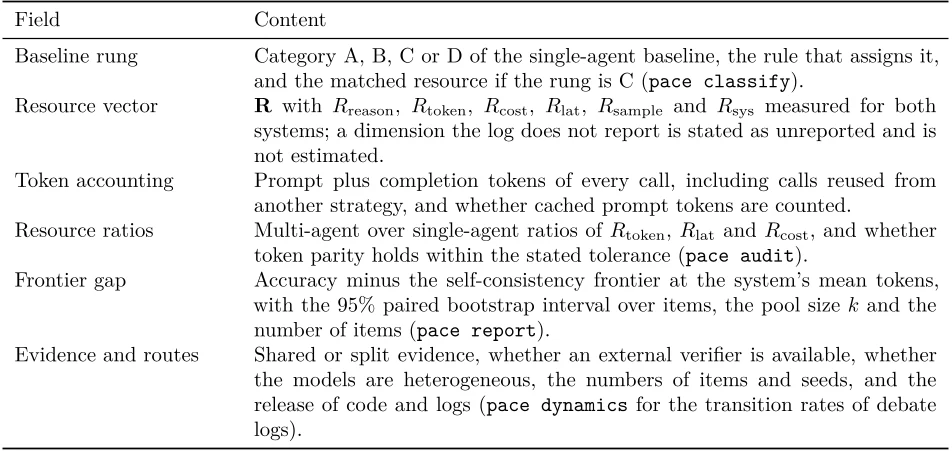 Field Content
Baseline rung Category A, B, C or D of the single-agent baseline, the rule that assigns it,
and the matched resource if the rung is C (pace classify).
Resource vector R with R_reason, R_token, R_cost, R_lat, R_sample and R_sys measured for both
systems; a dimension the log does not report is stated as unreported and is
not estimated.
Token accounting Prompt plus completion tokens of every call, including calls reused from
another strategy, and whether cached prompt tokens are counted.
Resource ratios Multi-agent over single-agent ratios of R_token, R_lat and R_cost, and whether
token parity holds within the stated tolerance (pace audit).
Frontier gap Accuracy minus the self-consistency frontier at the system's mean tokens,
with the 95% paired bootstrap interval over items, the pool size k and the
number of items (pace report).
Evidence and routes Shared or split evidence, whether an external verifier is available, whether
the models are heterogeneous, the numbers of items and seeds, and the
release of code and logs (pace dynamics for the transition rates of debate
logs).